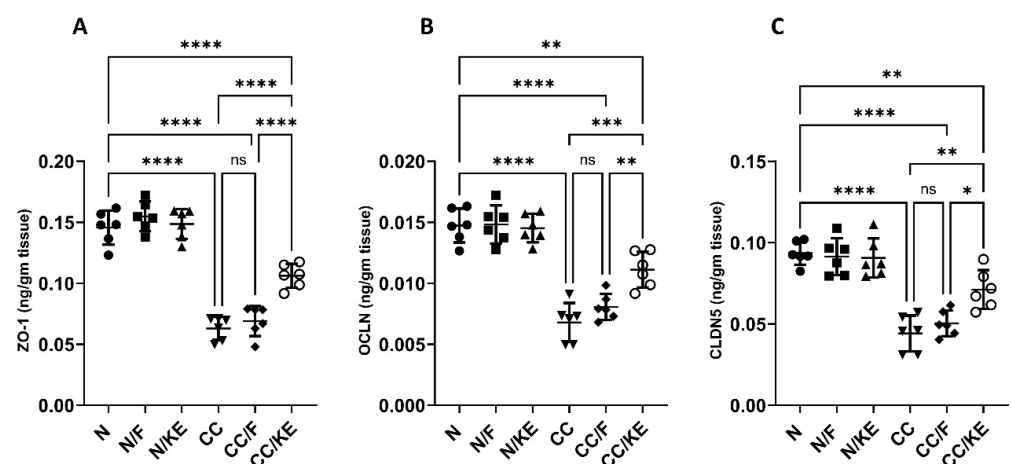 A
B
C
****
****
****
****
****
ns
ZO-1 (ng/gm tissue)
0.20
0.15
0.10
0.05
0.00
N
N/F
N/KE
CC
CC/F
CC/KE
**
****
***
****
ns
**
OCLN (ng/gm tissue)
0.020
0.015
0.010
0.005
0.000
N
N/F
N/KE
CC
CC/F
CC/KE
**
****
**
****
ns
*
CLDN5 (ng/gm tissue)
0.15
0.10
0.05
0.00
N
N/F
N/KE
CC
CC/F
CC/KE